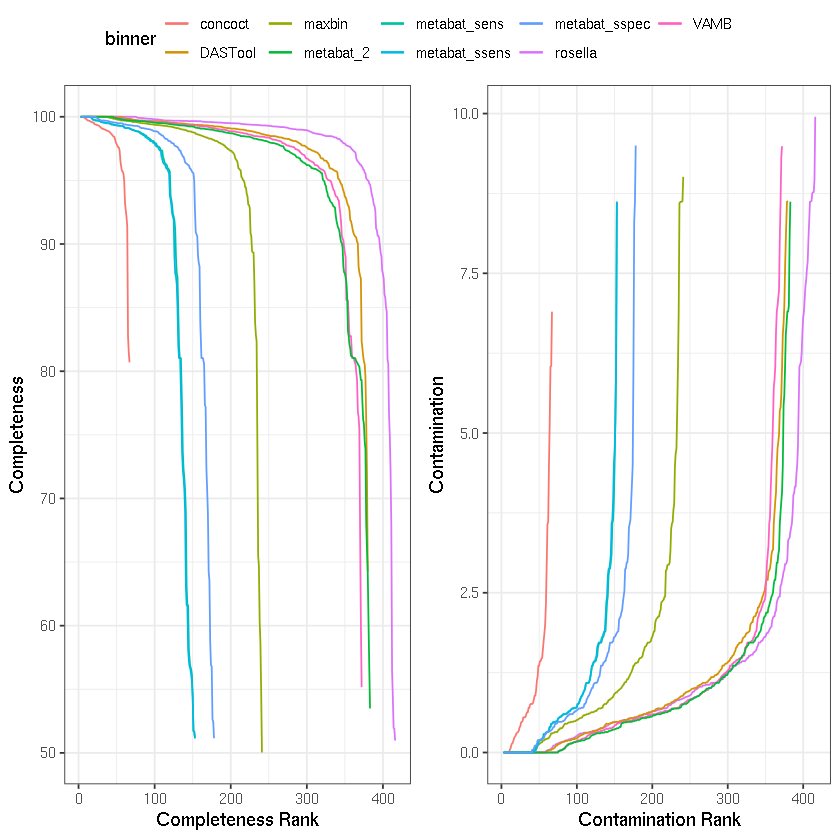 binner
concoct
maxbin
metabat_sens
metabat_sspec
VAMB
DASTool
metabat_2
metabat_ssens
rosella
100
90
80
70
60
50
Completeness
0
100
200
300
400
Completeness Rank
10.0
7.5
5.0
2.5
0.0
Contamination
0
100
200
300
400
Contamination Rank